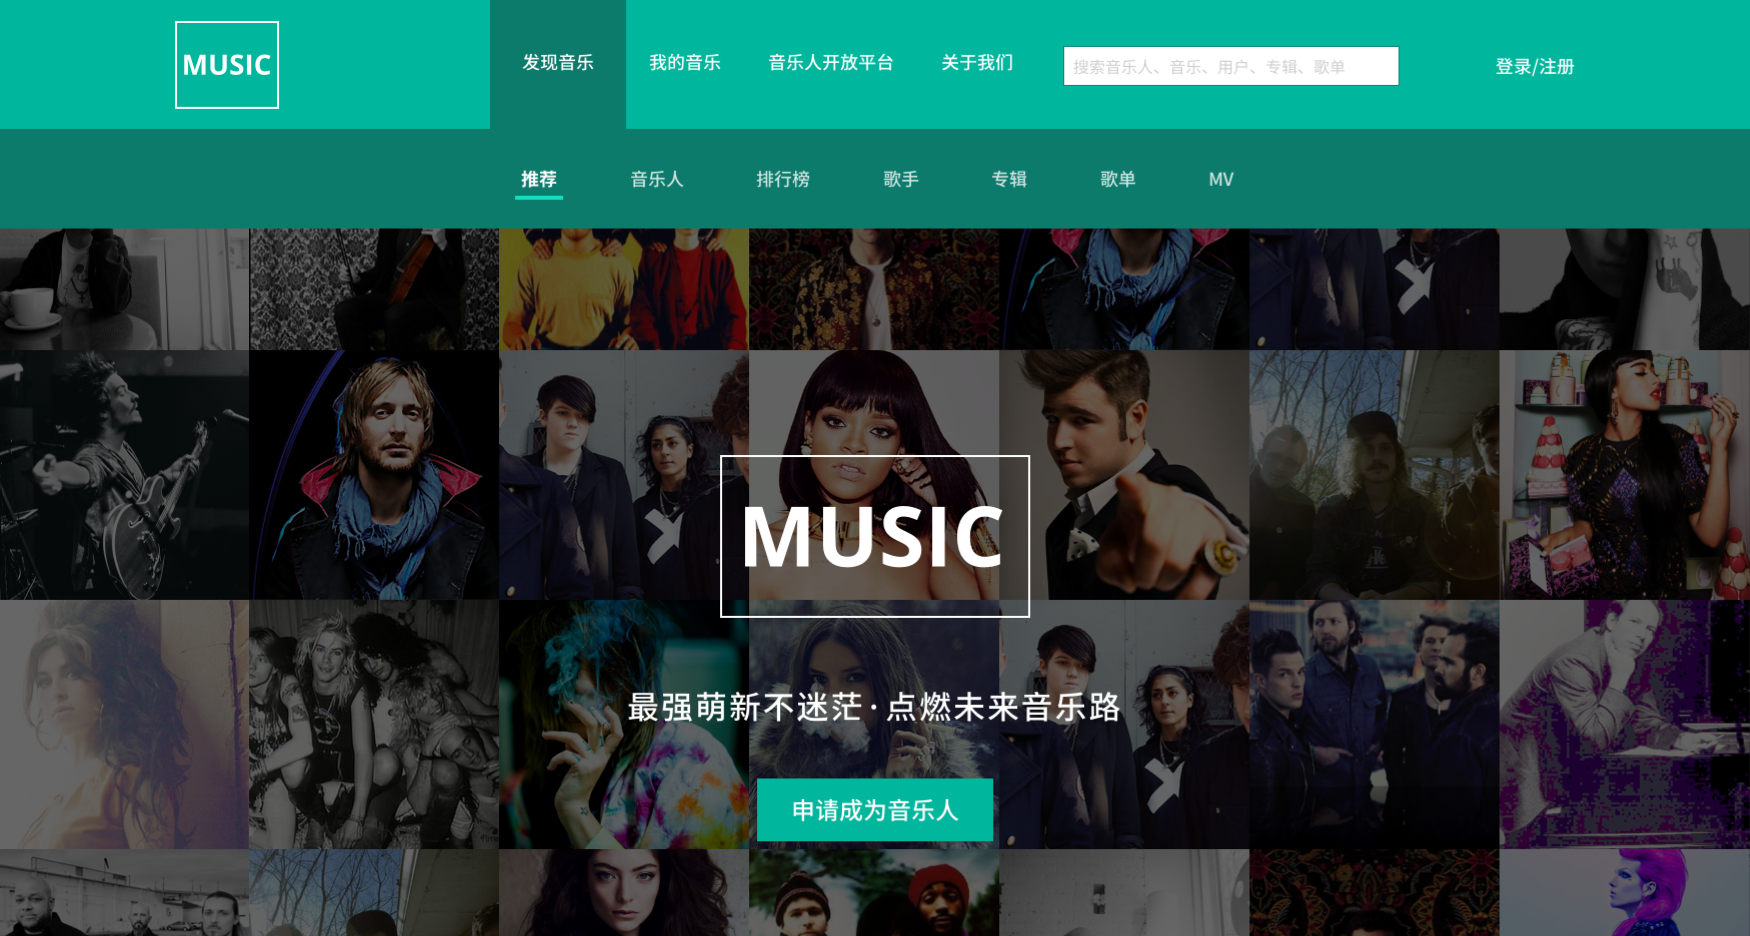 MUSIC
发现音乐
我的音乐
音乐人开放平台
关于我们
搜索音乐人、音乐、用户、专辑、歌单
登录/注册
推荐
音乐人
排行榜
歌手
专辑
歌单
MV
MUSIC
最强萌新不迷茫·点燃未来音乐路
申请成为音乐人